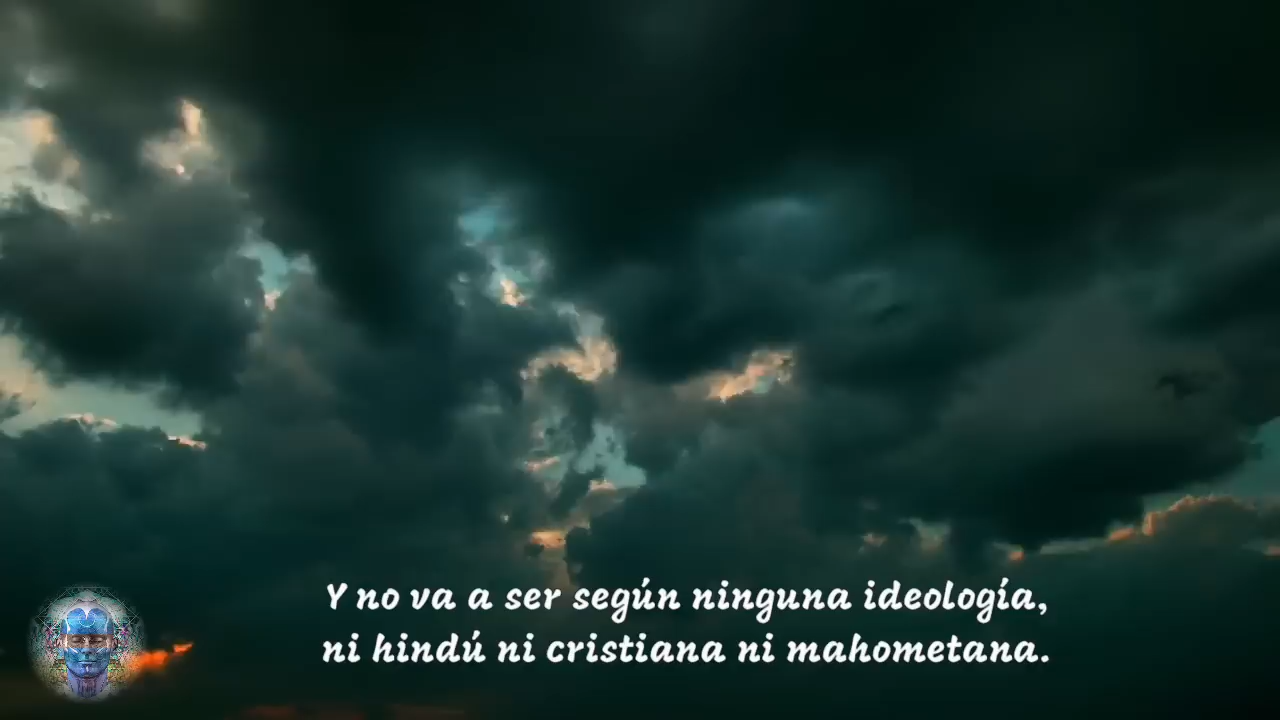 Y no va a ser según ninguna ideología,
ni hindú ni cristiana ni mahometana.